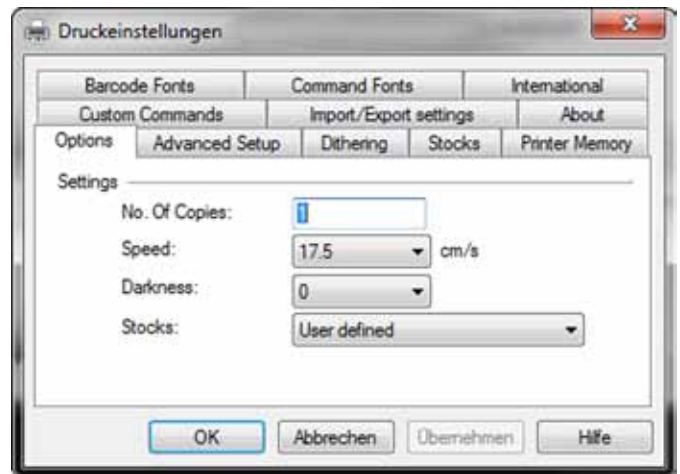 Druckeinstellungen
Barcode Fonts Command Fonts International
Custom Commands Import/Export settings About
Options Advanced Setup Dithering Stocks Printer Memory
Settings
No. Of Copies: 1
Speed: 17.5 cm/s
Darkness: 0
Stocks: User defined
OK Abbrechen Übernehmen Hilfe